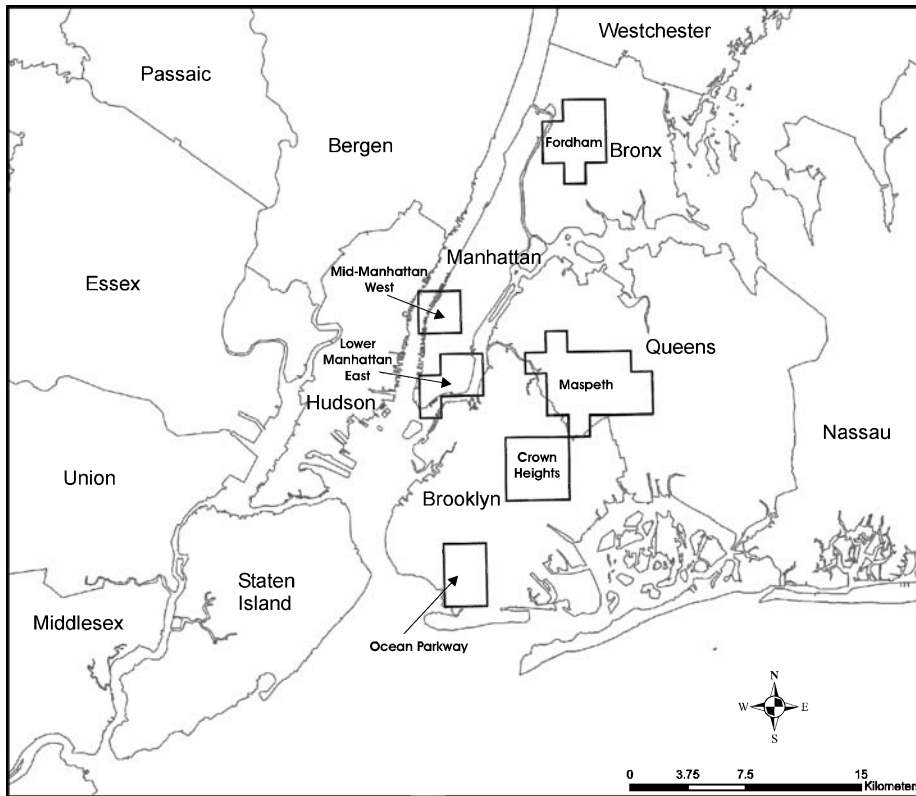 Westchester
Passaic
Bergen
Fordham
Bronx
Manhattan
Mid-Manhattan
West
Essex
Lower
Manhattan
East
Queens
Maspeth
Hudson
Nassau
Crown
Heights
Union
Brooklyn
Staten
Island
Middlesex
Ocean Parkway
N
W
E
S
0 3.75 7.5 15
Kilometers